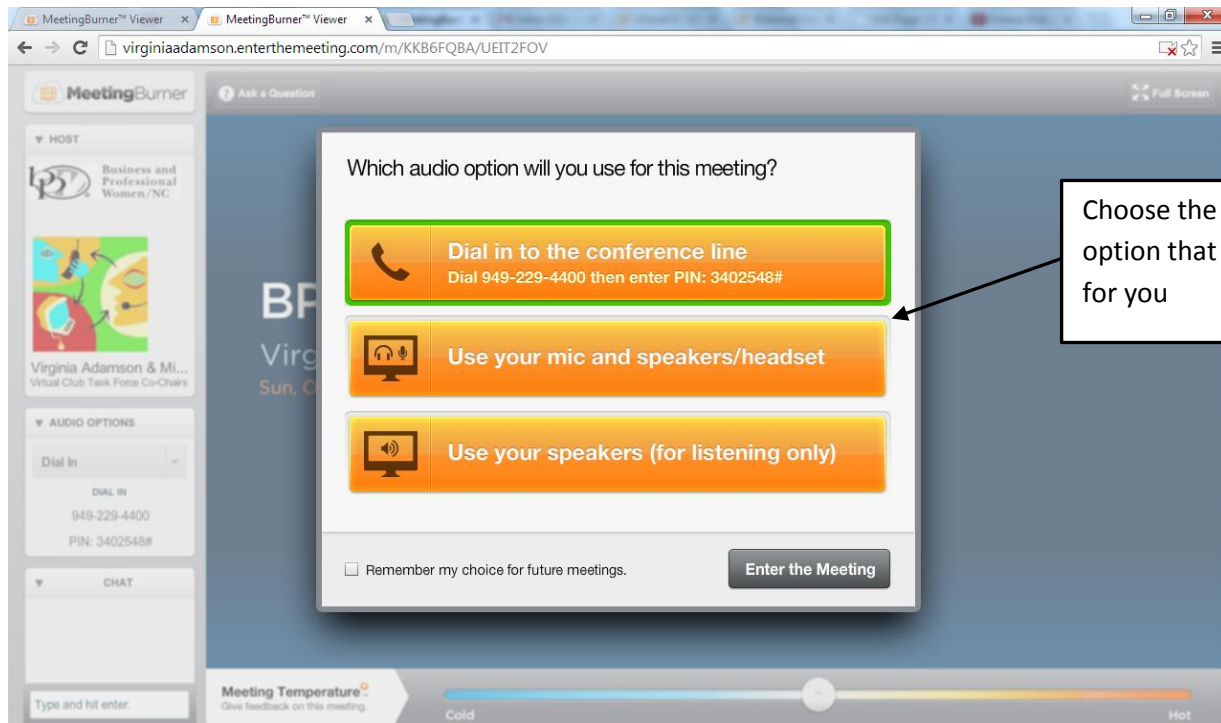 MeetingBurner™ Viewer
MeetingBurner™ Viewer
virginiaadamson.enterthemeeting.com/m/KKB6FQBA/UEIT2FOV
MeetingBurner
Ask a Question
Full Screen
HOST
bpw
Business and
Professional
Women/NC
Virginia Adamson & Mi...
Virtual Club Task Force Co-Chairs
AUDIO OPTIONS
Dial In
DIAL IN
949-229-4400
PIN: 3402548#
CHAT
Type and hit enter.
BP
Virg
Sun, O
Which audio option will you use for this meeting?
Dial in to the conference line
Dial 949-229-4400 then enter PIN: 3402548#
Use your mic and speakers/headset
Use your speakers (for listening only)
Remember my choice for future meetings.
Enter the Meeting
Choose the
option that
for you
Meeting Temperature
Give feedback on this meeting.
Cold
Hot